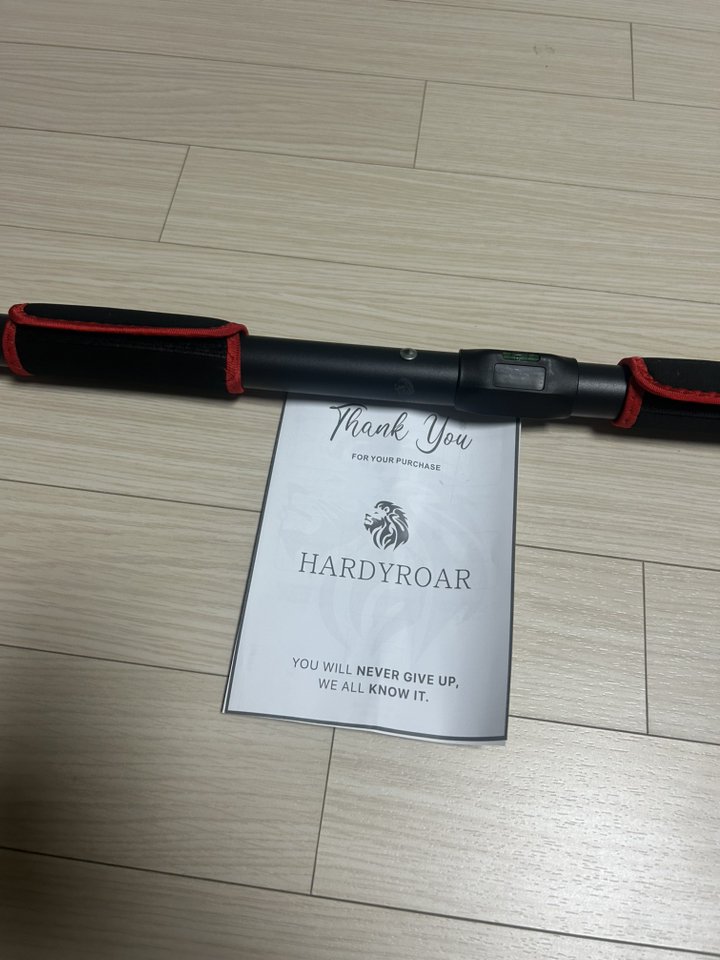 Thank You
FOR YOUR PURCHASE
HARDYROAR
YOU WILL NEVER GIVE UP,
WE ALL KNOW IT.